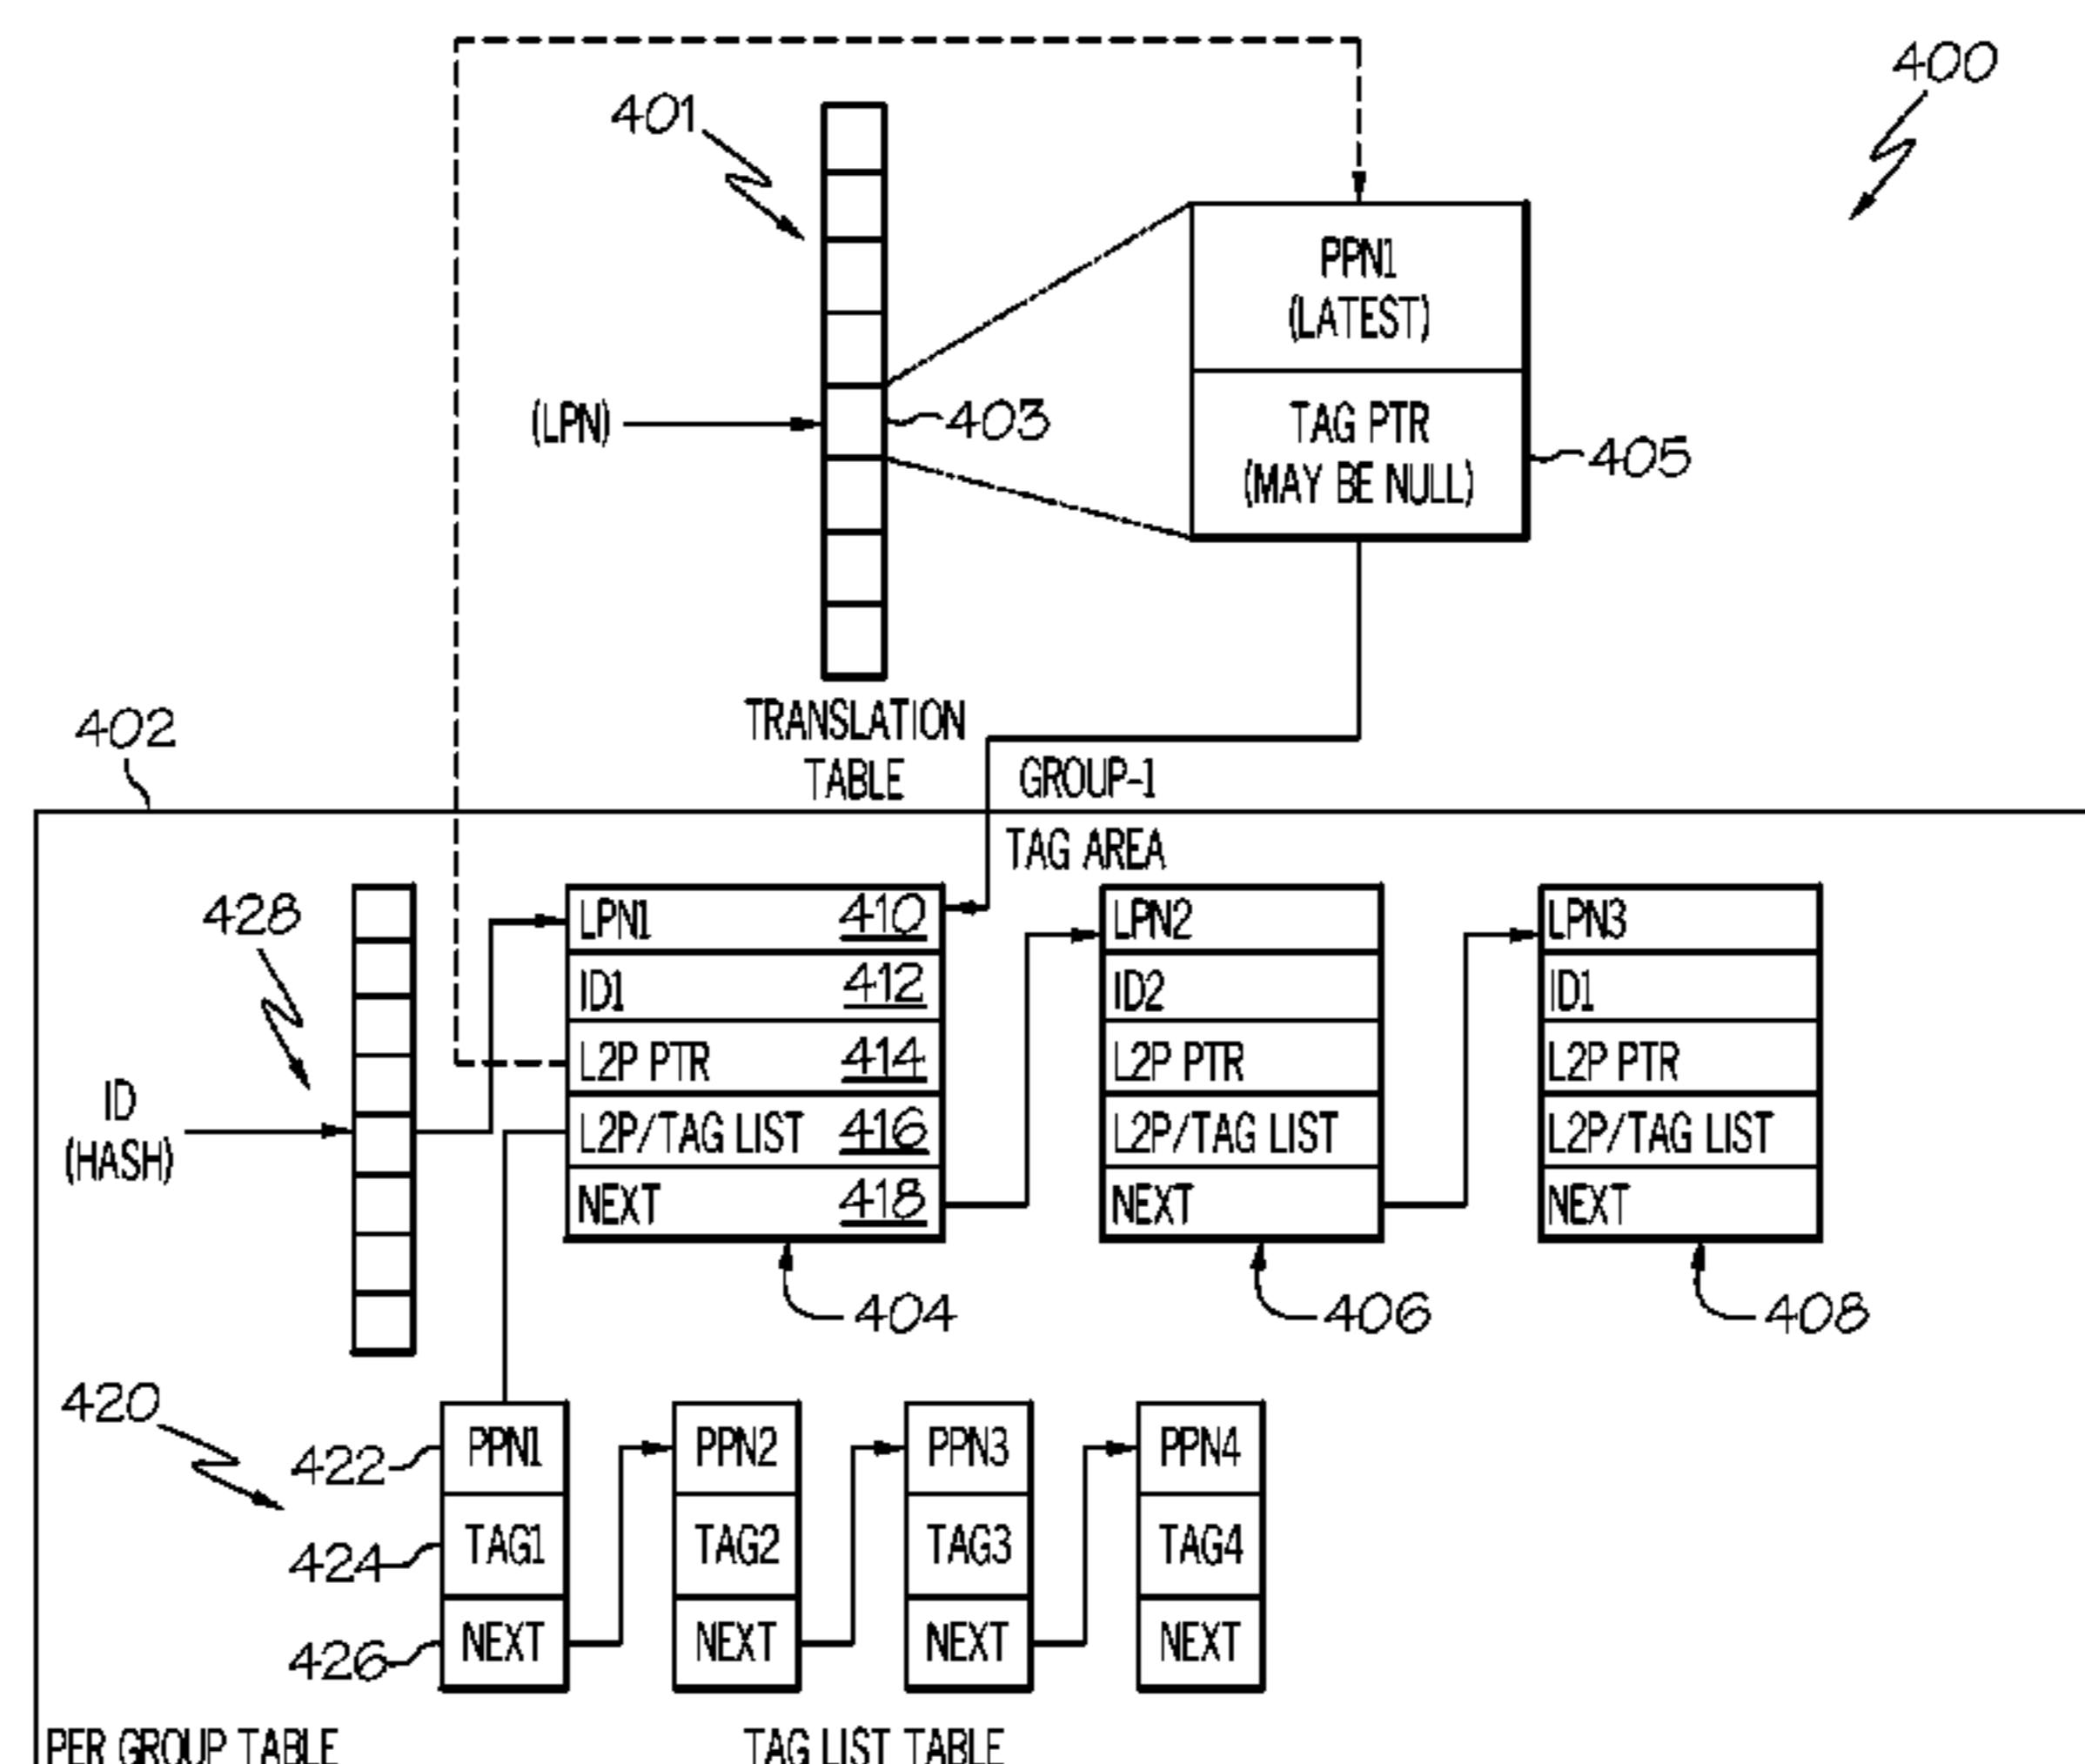 400
401
PPN1
(LATEST)
(LPN)
403
TAG PTR
(MAY BE NULL)
405
TRANSLATION
TABLE
402
GROUP-1
TAG AREA
428
LPN1 410
ID1 412
L2P PTR 414
L2P/TAG LIST 416
NEXT 418
LPN2
ID2
L2P PTR
L2P/TAG LIST
NEXT
LPN3
ID1
L2P PTR
L2P/TAG LIST
NEXT
ID
(HASH)
404
406
408
420
422
424
426
PPN1
TAG1
NEXT
PPN2
TAG2
NEXT
PPN3
TAG3
NEXT
PPN4
TAG4
NEXT
PER GROUP TABLE
TAG LIST TABLE